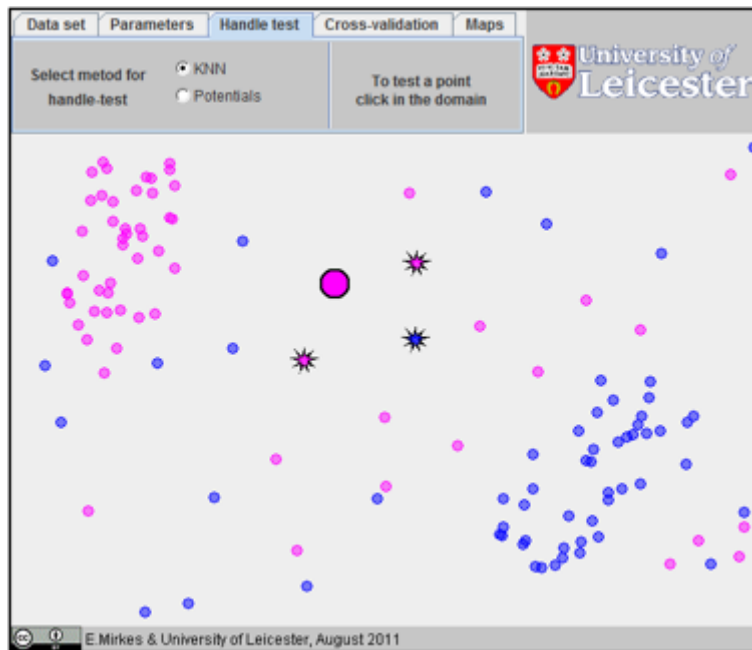 Data set Parameters Handle test Cross-validation Maps
Select metod for
handle-test
KNN
Potentials
To test a point
click in the domain
University of
Leicester
E.Mirkes & University of Leicester, August 2011